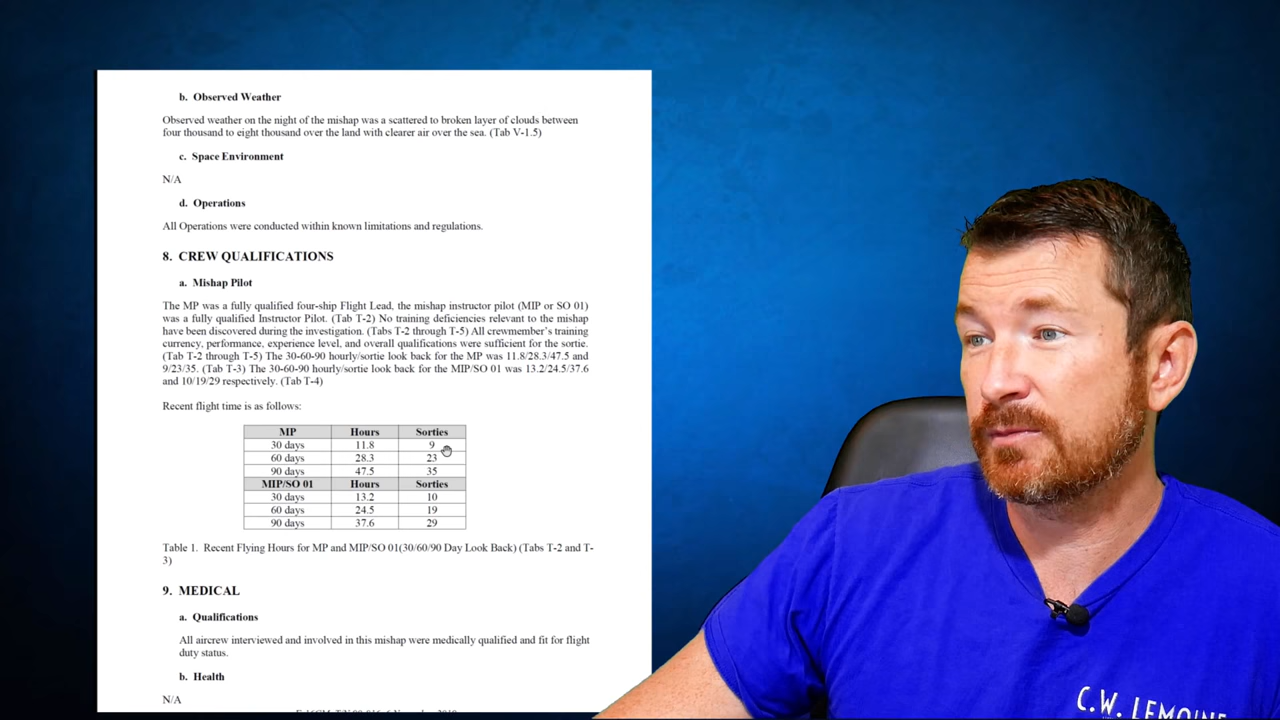 b. Observed Weather
Observed weather on the night of the mishap was a scattered to broken layer of clouds between
four thousand to eight thousand over the land with clearer air over the sea. (Tab V-1.5)
c. Space Environment
N/A
d. Operations
All Operations were conducted within known limitations and regulations.
8. CREW QUALIFICATIONS
a. Mishap Pilot
The MP was a fully qualified four-ship Flight Lead, the mishap instructor pilot (MIP or SO 01)
was a fully qualified Instructor Pilot. (Tab T-2) No training deficiencies relevant to the mishap
have been discovered during the investigation. (Tabs T-2 through T-5) All crewmember's training
currency, performance, experience level, and overall qualifications were sufficient for the sortie.
(Tab T-2 through T-5) The 30-60-90 hourly/sortie look back for the MP was 11.8/28.3/47.5 and
9/23/35. (Tab T-3) The 30-60-90 hourly/sortie look back for the MIP/SO 01 was 13.2/24.5/37.6
and 10/19/29 respectively. (Tab T-4)
Recent flight time is as follows:
MP Hours Sorties
30 days 11.8 9
60 days 28.3 23
90 days 47.5 35
MIP/SO 01 Hours Sorties
30 days 13.2 10
60 days 24.5 19
90 days 37.6 29
Table 1. Recent Flying Hours for MP and MIP/SO 01(30/60/90 Day Look Back) (Tabs T-2 and T-
3)
9. MEDICAL
a. Qualifications
All aircrew interviewed and involved in this mishap were medically qualified and fit for flight
duty status.
b. Health
N/A
C.W. LEMOINE